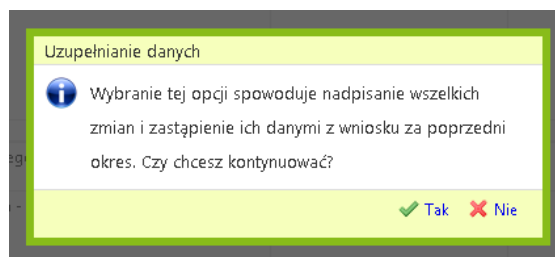 Uzupełnianie danych
Wybranie tej opcji spowoduje nadpisanie wszelkich
zmian i zastąpienie ich danymi z wniosku za poprzedni
okres. Czy chcesz kontynuować?
Tak Nie